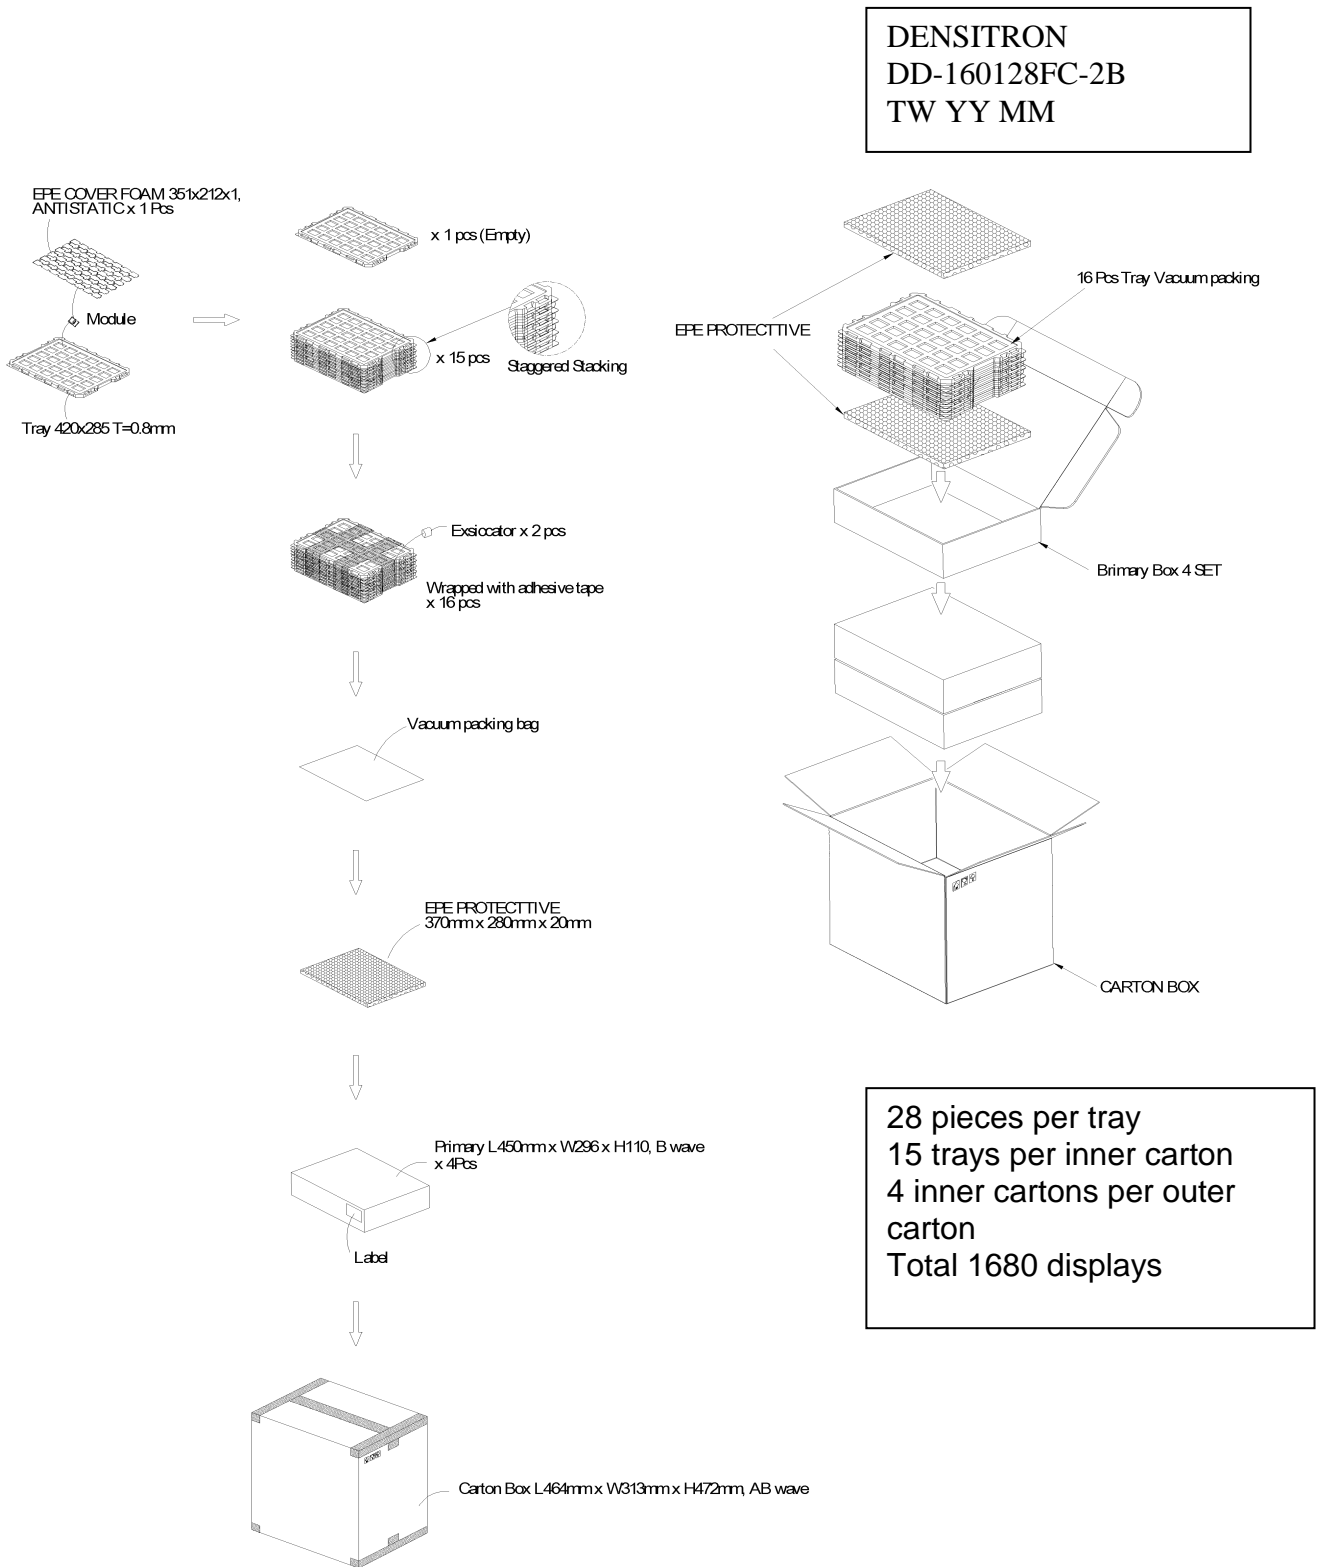 DENSITRON
DD-160128FC-2B
TW YY MM
EPE COVER FOAM 351x212x1,
ANTISTATIC x 1 Pcs
Module
Tray 420x285 T=0.8mm
x 1 pcs (Empty)
x 15 pcs
Staggered Stacking
Exsiccator x 2 pcs
Wrapped with adhesive tape
x 16 pcs
Vacuum packing bag
EPE PROTECTTIVE
370mm x 280mm x 20mm
Primary L450mm x W296 x H110, B wave
x 4Pcs
Label
Carton Box L464mm x W313mm x H472mm, AB wave
EPE PROTECTTIVE
16 Pcs Tray Vacuum packing
Brimary Box 4 SET
CARTON BOX
28 pieces per tray
15 trays per inner carton
4 inner cartons per outer
carton
Total 1680 displays